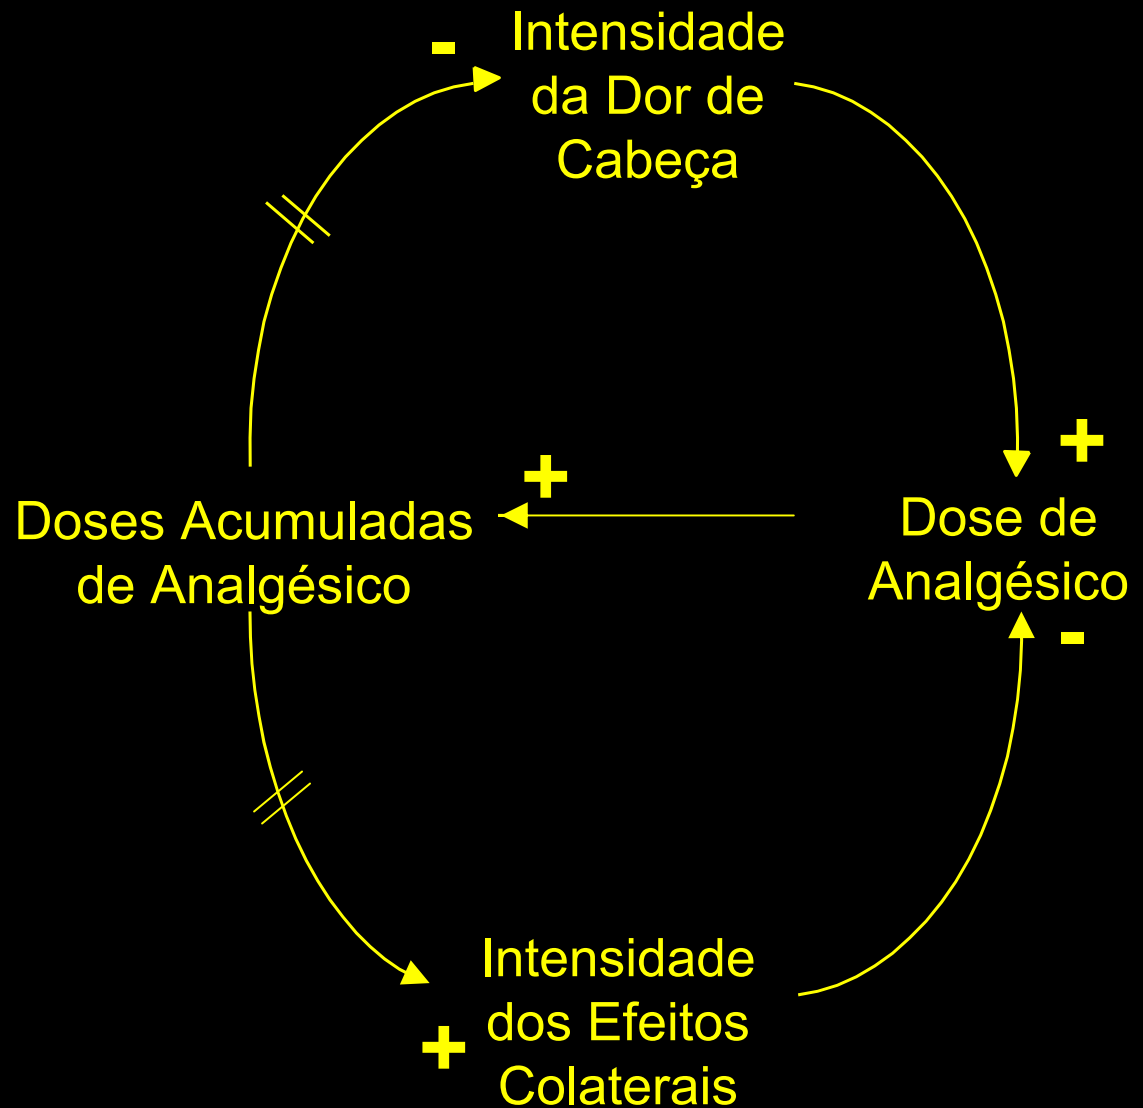 -
Intensidade
da Dor de
Cabeça
+
+
Doses Acumuladas
de Analgésico
Dose de
Analgésico
-
Intensidade
dos Efeitos
Colaterais
+